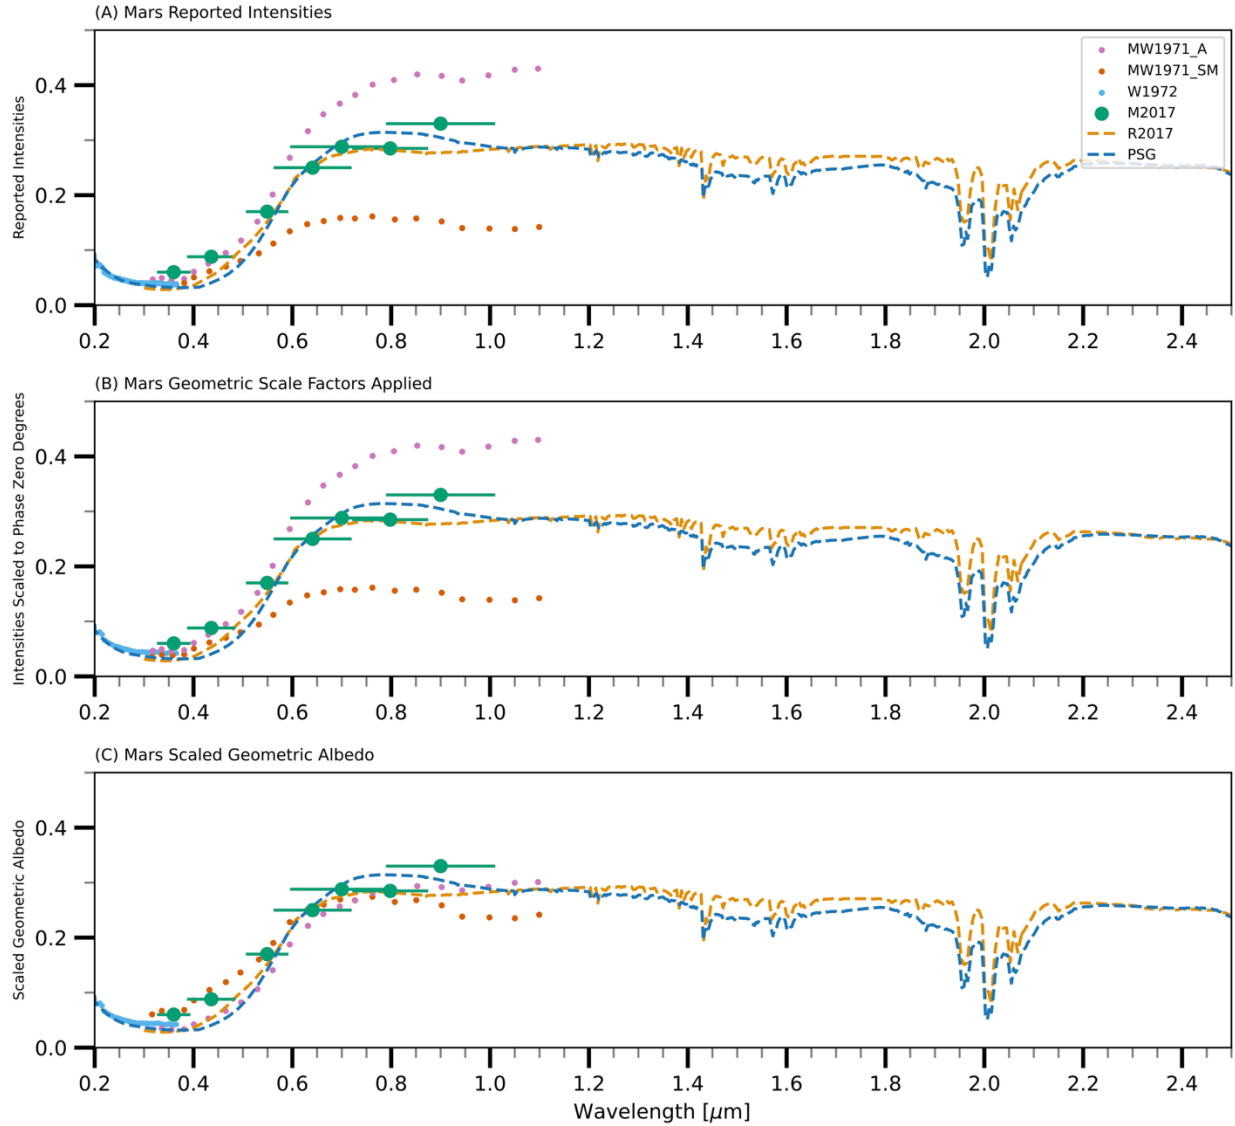 (A) Mars Reported Intensities
Reported Intensities
0.4
0.2
0.0
MW1971_A
MW1971_SM
W1972
M2017
R2017
PSG
0.2 0.4 0.6 0.8 1.0 1.2 1.4 1.6 1.8 2.0 2.2 2.4
(B) Mars Geometric Scale Factors Applied
Intensities Scaled to Phase Zero Degrees
0.4
0.2
0.0
0.2 0.4 0.6 0.8 1.0 1.2 1.4 1.6 1.8 2.0 2.2 2.4
(C) Mars Scaled Geometric Albedo
Scaled Geometric Albedo
0.4
0.2
0.0
0.2 0.4 0.6 0.8 1.0 1.2 1.4 1.6 1.8 2.0 2.2 2.4
Wavelength [μm]